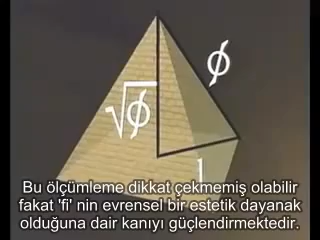 √ϕ
ϕ
1
Bu ölçümleme dikkat çekmemiş olabilir
fakat 'fi' nin evrensel bir estetik dayanak
olduğuna dair kanıyı güçlendirmektedir.